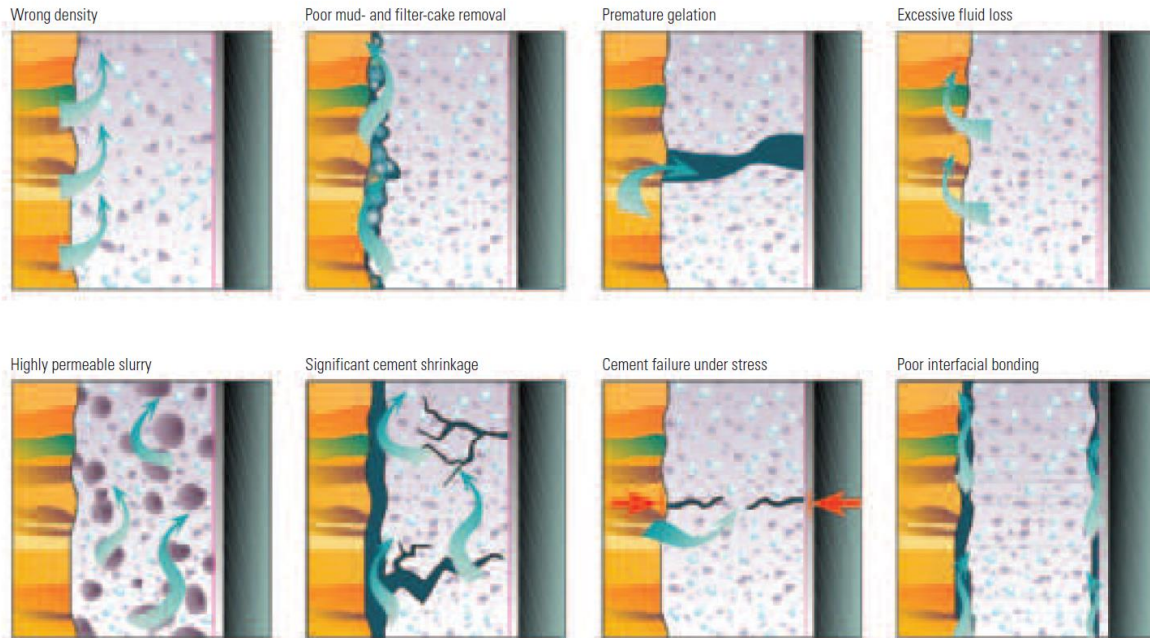 Wrong density
Poor mud- and filter-cake removal
Premature gelation
Excessive fluid loss
Highly permeable slurry
Significant cement shrinkage
Cement failure under stress
Poor interfacial bonding